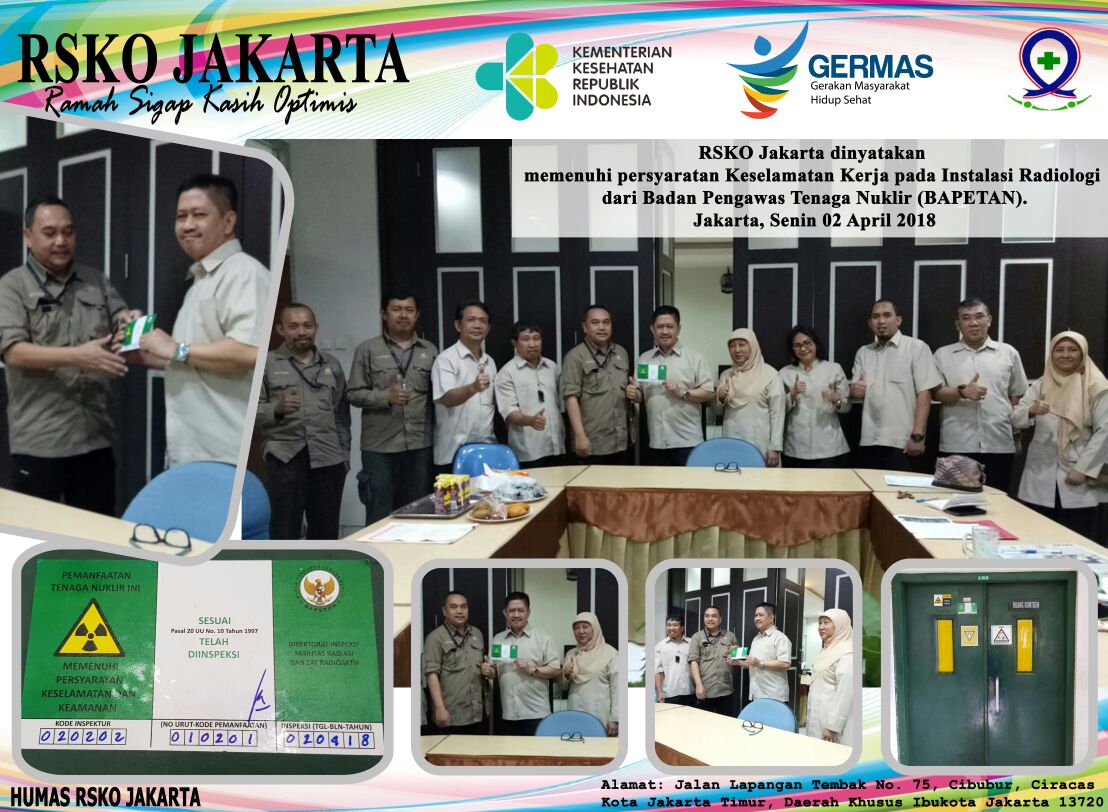 RSKO JAKARTA
Ramah Sigap Kasih Optimis
KEMENTERIAN
KESEHATAN
REPUBLIK
INDONESIA
GERMAS
Gerakan Masyarakat
Hidup Sehat
RSKO Jakarta dinyatakan
memenuhi persyaratan Keselamatan Kerja pada Instalasi Radiologi
dari Badan Pengawas Tenaga Nuklir (BAPETAN).
Jakarta, Senin 02 April 2018
PEMANFAATAN
TENAGA NUKLIR INI
MEMENUHI
PERSYARATAN
KESELAMATAN DAN
KEAMANAN
KODE INSPEKTUR
020202
SESUAI
Pasal 20 UU No. 10 Tahun 1997
TELAH
DIINSPEKSI
(NO URUT-KODE PEMANFAATAN)
010201
BAPETEN
DIREKTORAT INSPEKSI
FASILITAS RADIASI
DAN ZAT RADIOAKTIF
INSPEKSI (TGL-BLN-TAHUN)
020418
RUANG RONTGEN
HUMAS RSKO JAKARTA
Alamat: Jalan Lapangan Tembak No. 75, Cibubur, Ciracas
Kota Jakarta Timur, Daerah Khusus Ibukota Jakarta 13720